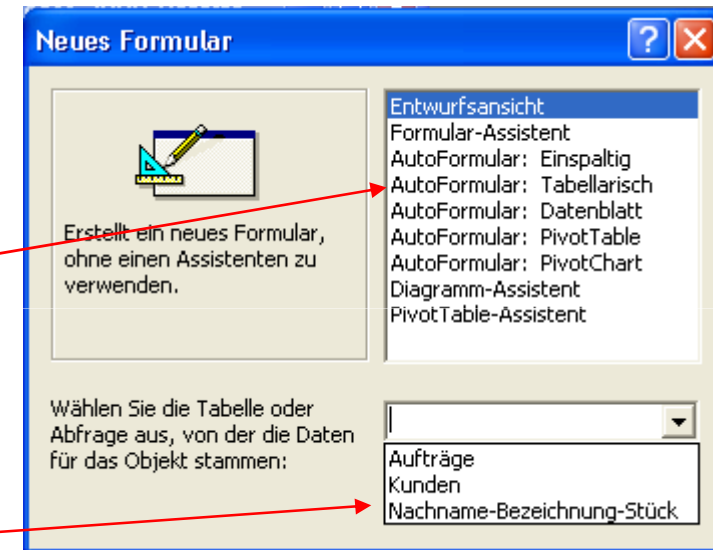 Neues Formular
Erstellt ein neues Formular,
ohne einen Assistenten zu
verwenden.
Entwurfsansicht
Formular-Assistent
AutoFormular: Einspaltig
AutoFormular: Tabellarisch
AutoFormular: Datenblatt
AutoFormular: PivotTable
AutoFormular: PivotChart
Diagramm-Assistent
PivotTable-Assistent
Wählen Sie die Tabelle oder
Abfrage aus, von der die Daten
für das Objekt stammen:
Aufträge
Kunden
Nachname-Bezeichnung-Stück